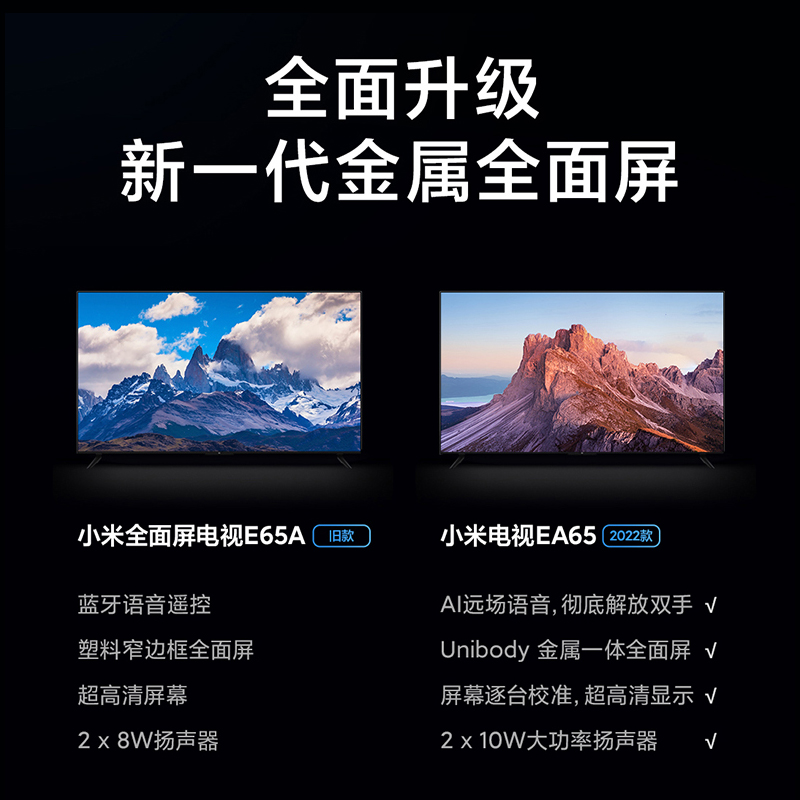 全面升级
新一代金属全面屏
小米全面屏电视E65A 旧款
蓝牙语音遥控
塑料窄边框全面屏
超高清屏幕
2 x 8W扬声器
小米电视EA65 2022款
AI远场语音,彻底解放双手 √
Unibody 金属一体全面屏 √
屏幕逐台校准,超高清显示 √
2 x 10W大功率扬声器 √